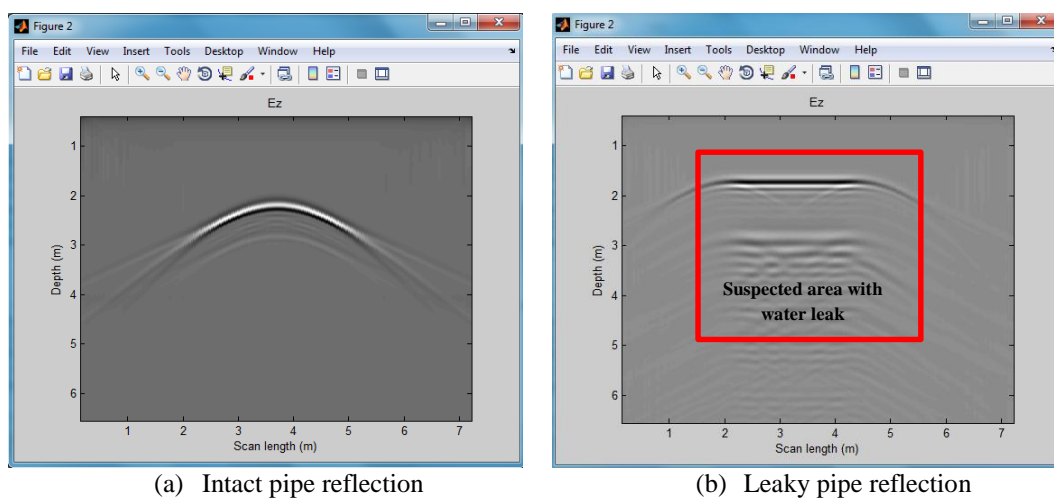 Figure 2
File Edit View Insert Tools Desktop Window Help
Ez
1
2
3
4
5
6
Depth (m)
1 2 3 4 5 6 7
Scan length (m)
(a) Intact pipe reflection
Figure 2
File Edit View Insert Tools Desktop Window Help
Ez
1
2
3
4
5
6
Depth (m)
Suspected area with
water leak
1 2 3 4 5 6 7
Scan length (m)
(b) Leaky pipe reflection